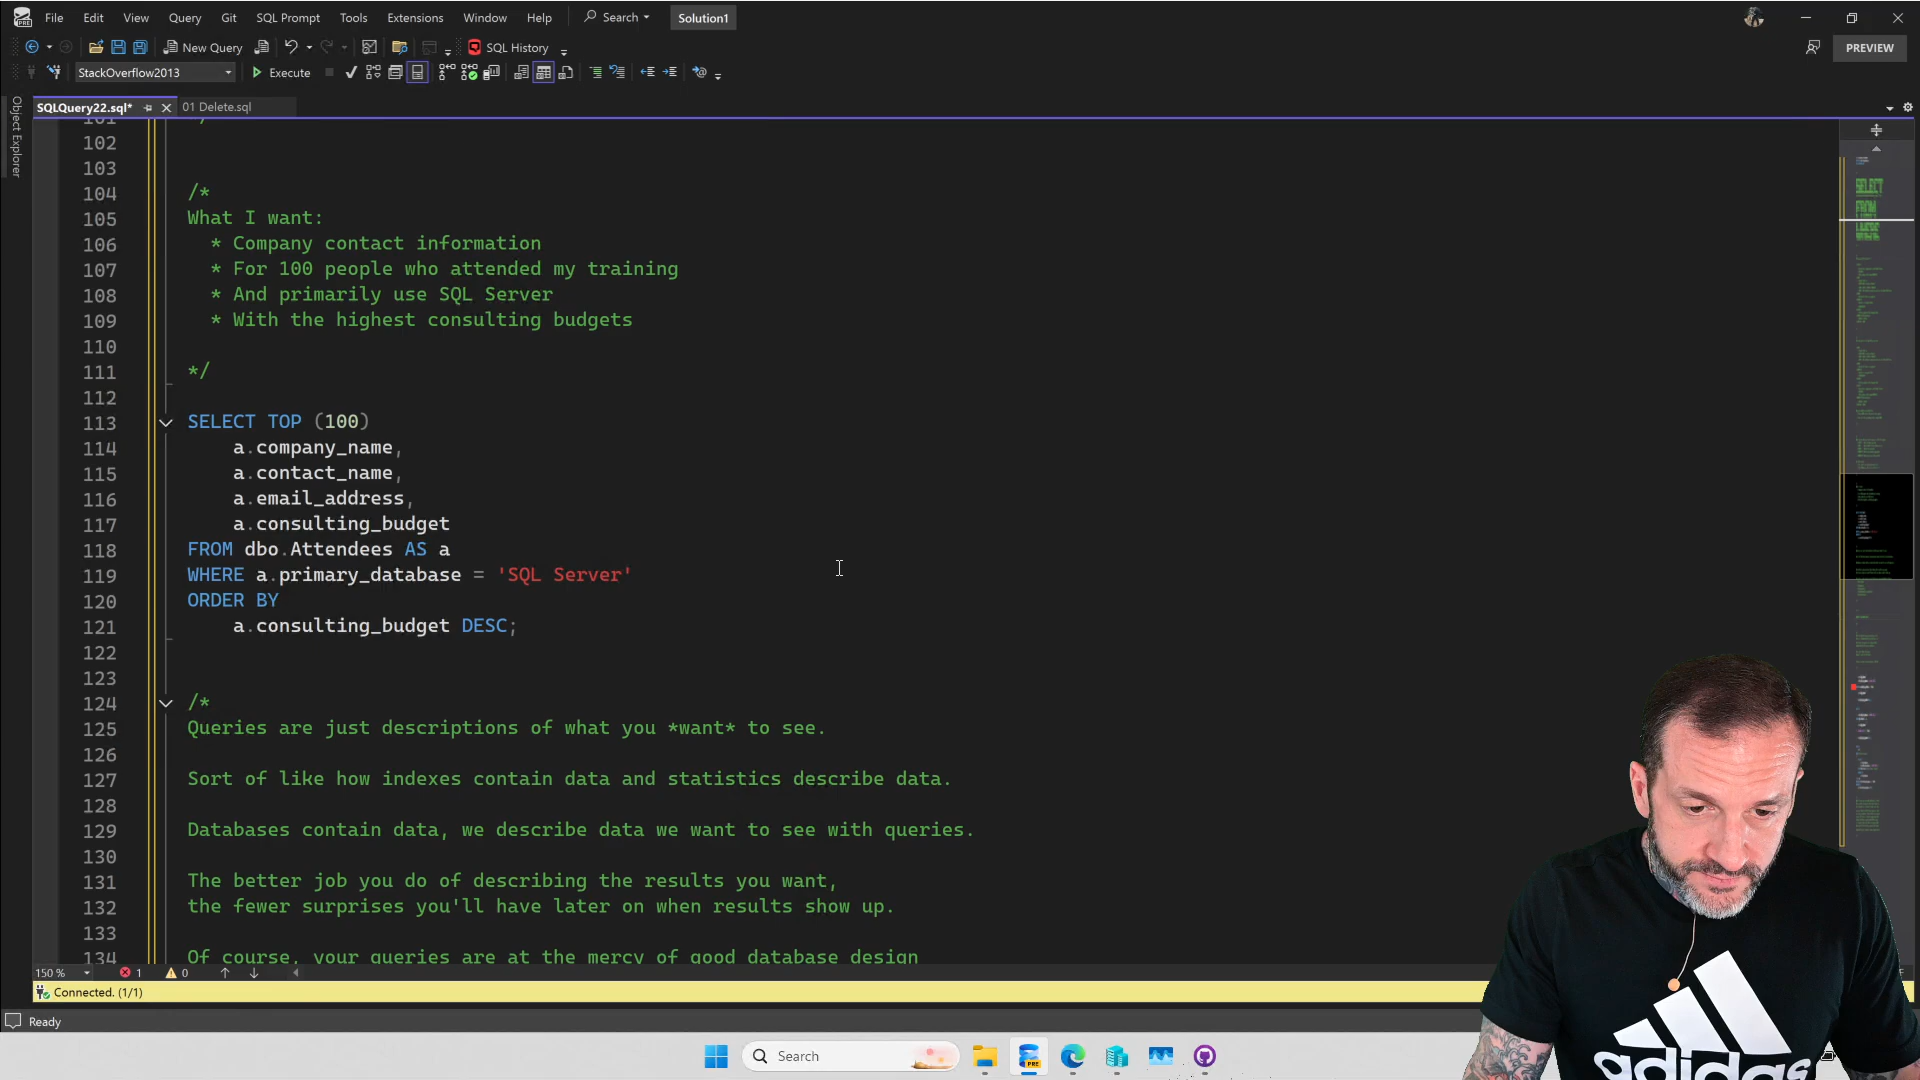 File Edit View Query Git SQL Prompt Tools Extensions Window Help Search Solution1
New Query SQL History PREVIEW
StackOverflow2013 Execute
SQLQuery22.sql* 01 Delete.sql
Object Explorer
101 */
102
103
104 /*
105 What I want:
106 * Company contact information
107 * For 100 people who attended my training
108 * And primarily use SQL Server
109 * With the highest consulting budgets
110
111 */
112
113 SELECT TOP (100)
114 a.company_name,
115 a.contact_name,
116 a.email_address,
117 a.consulting_budget
118 FROM dbo.Attendees AS a
119 WHERE a.primary_database = 'SQL Server'
120 ORDER BY
121 a.consulting_budget DESC;
122
123
124 /*
125 Queries are just descriptions of what you *want* to see.
126
127 Sort of like how indexes contain data and statistics describe data.
128
129 Databases contain data, we describe data we want to see with queries.
130
131 The better job you do of describing the results you want,
132 the fewer surprises you'll have later on when results show up.
133
134 Of course, your queries are at the mercy of good database design
150 % 1 0
Connected. (1/1)
Ready
Search
adidas